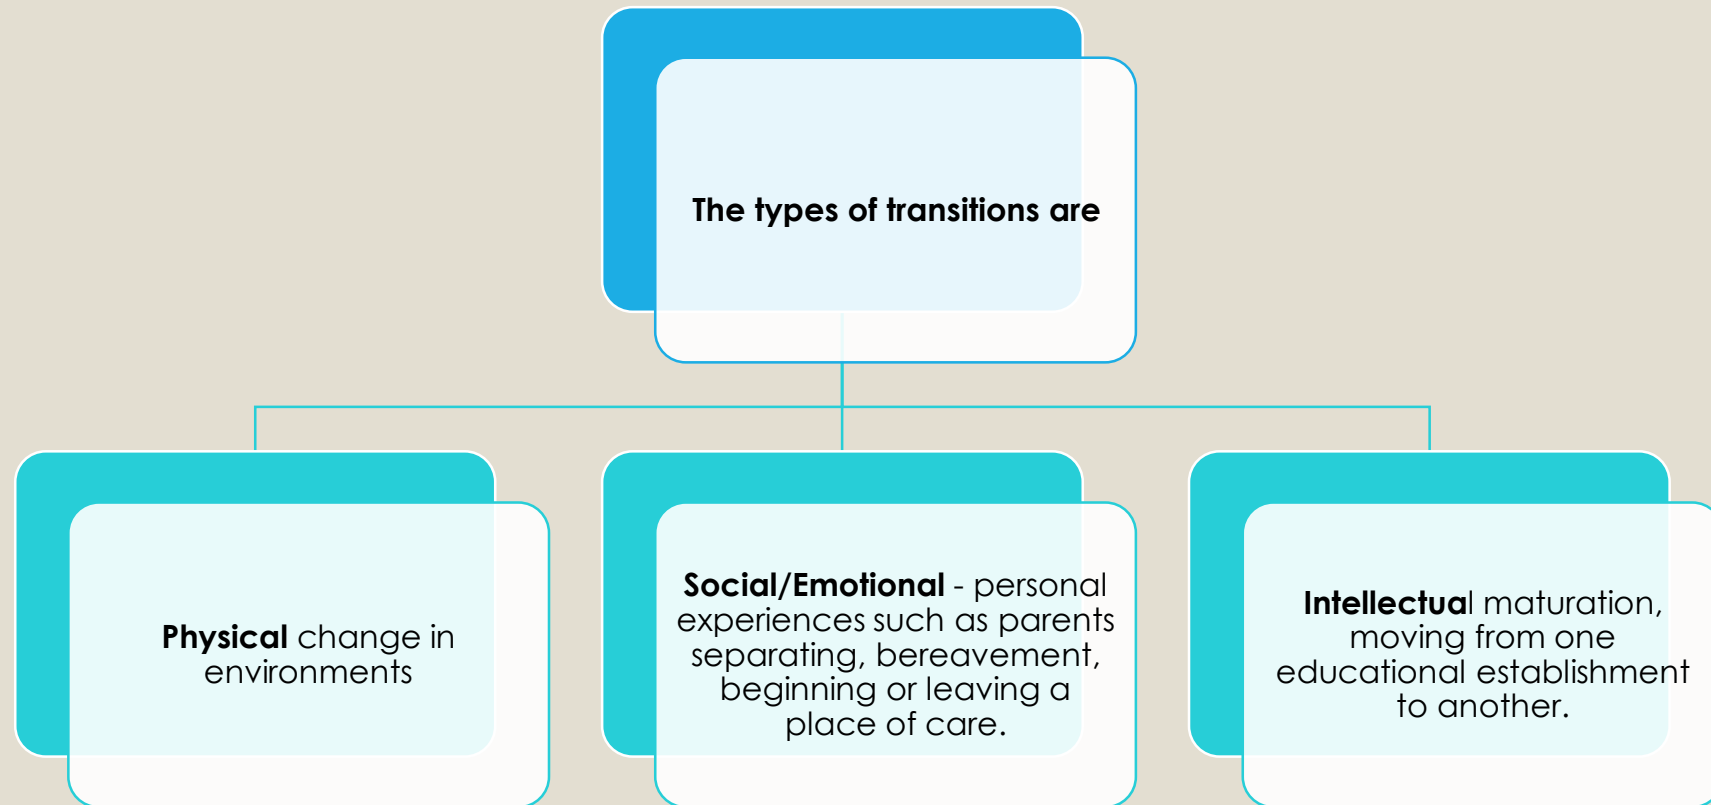 The types of transitions are
Physical change in
environments
Social/Emotional - personal
experiences such as parents
separating, bereavement,
beginning or leaving a
place of care.
Intellectual maturation,
moving from one
educational establishment
to another.